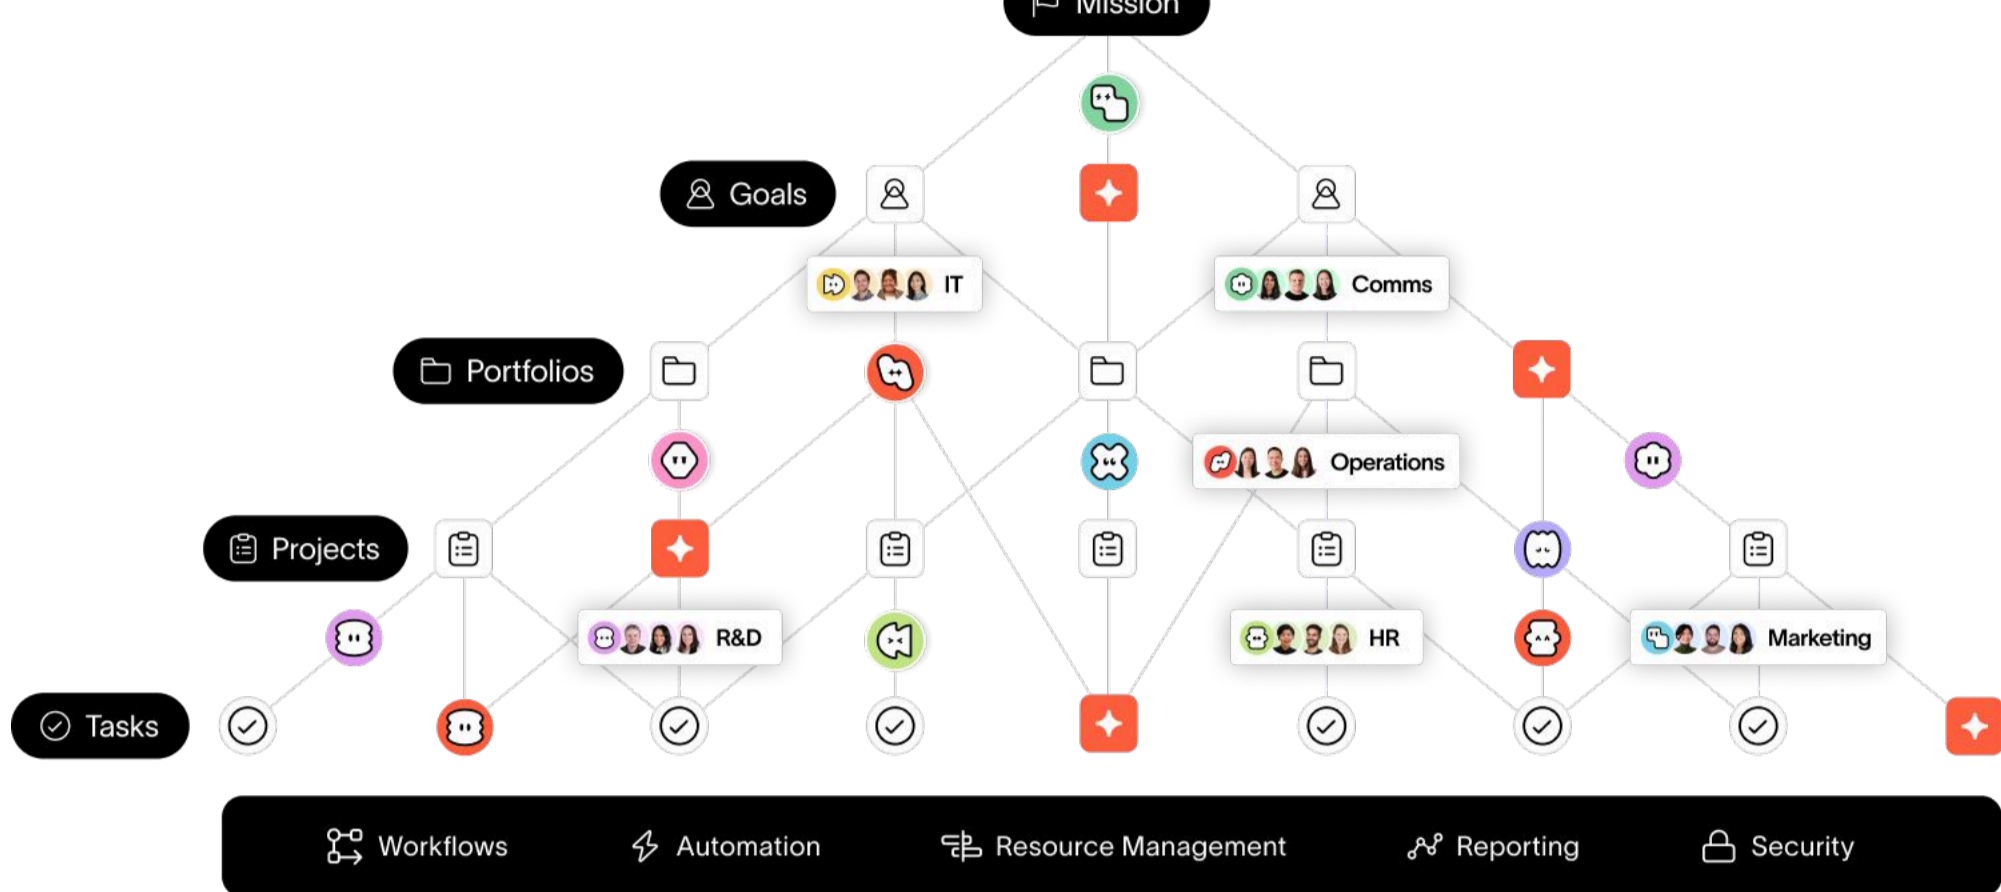 Mission
Goals
IT
Comms
Portfolios
Operations
Projects
R&D
HR
Marketing
Tasks
Workflows
Automation
Resource Management
Reporting
Security